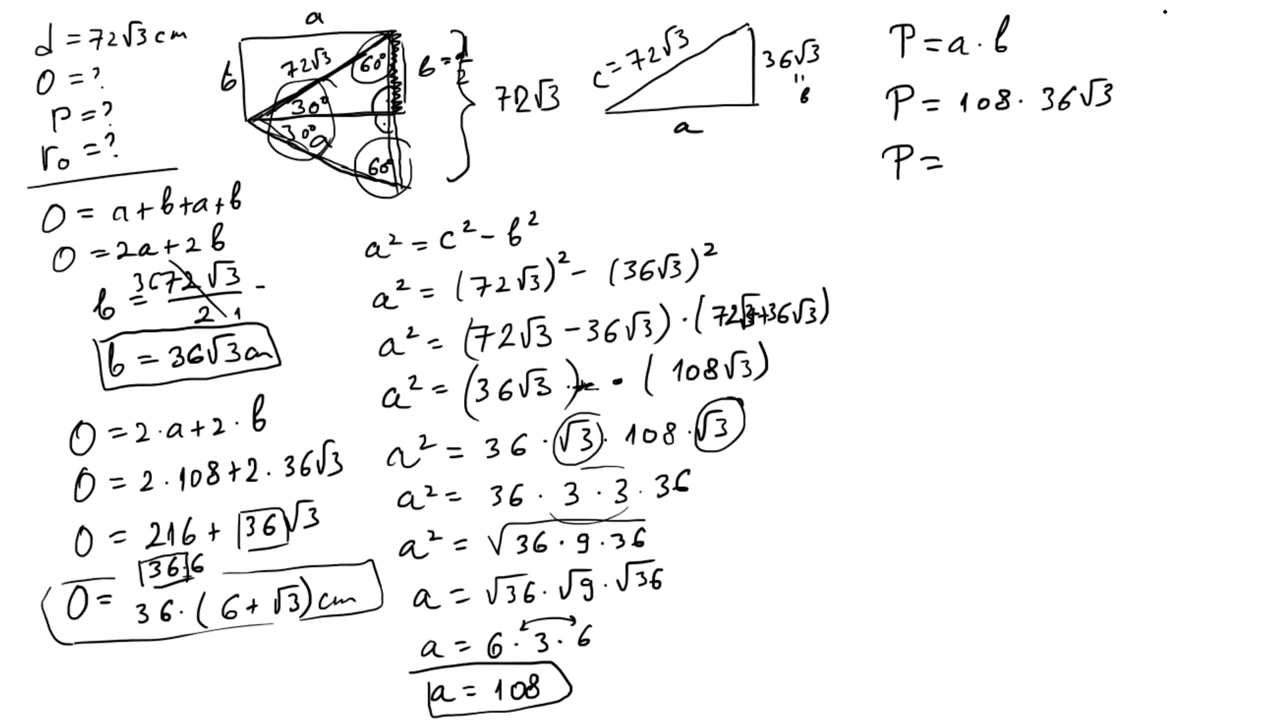 d = 72√3 cm
O = ?
P = ?
r₀ = ?
O = a + b + a + b
O = 2a + 2b
b = 36 72√3 / 2 1 =
b = 36√3 cm
O = 2·a + 2·b
O = 2·108 + 2·36√3
O = 216 + 36√3
36·6
O = 36·(6+√3) cm
a
b
72√3
60°
30°
30°
a
60°
b = d/2
72√3
c = 72√3
36√3
=
b
a
a² = c² - b²
a² = (72√3)² - (36√3)²
a² = (72√3 - 36√3)·(72√3+36√3)
a² = (36√3)·(108√3)
a² = 36·√3·108·√3
a² = 36·3·3·36
a² = √36·9·36
a = √36·√9·√36
a = 6·3·6
a = 108
P = a·b
P = 108·36√3
P =